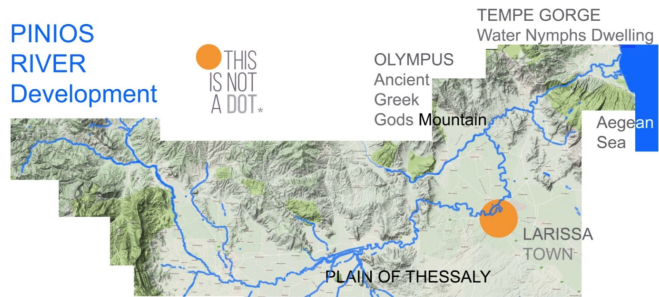 PINIOS
RIVER
Development
THIS
IS NOT
A DOT*
TEMPE GORGE
Water Nymphs Dwelling
OLYMPUS
Ancient
Greek
Gods Mountain
Aegean
Sea
LARISSA
TOWN
PLAIN OF THESSALY